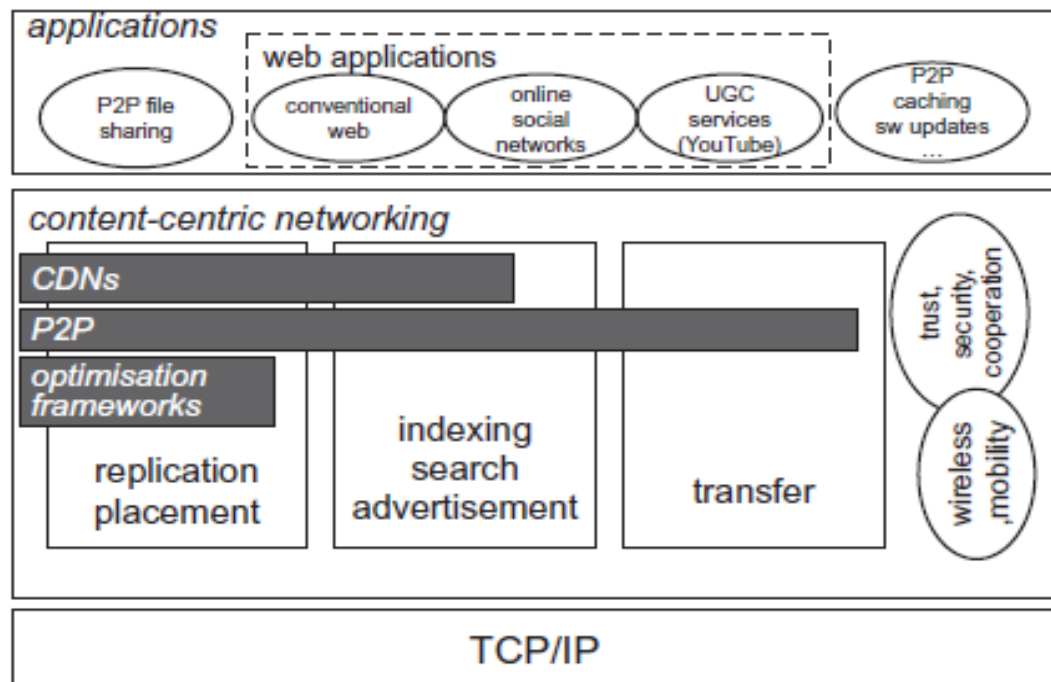 applications
web applications
P2P file
sharing
conventional
web
online
social
networks
UGC
services
(YouTube)
P2P
caching
sw updates
...
content-centric networking
CDNs
P2P
optimisation
frameworks
replication
placement
indexing
search
advertisement
transfer
trust,
security,
cooperation
wireless
,mobility
TCP/IP